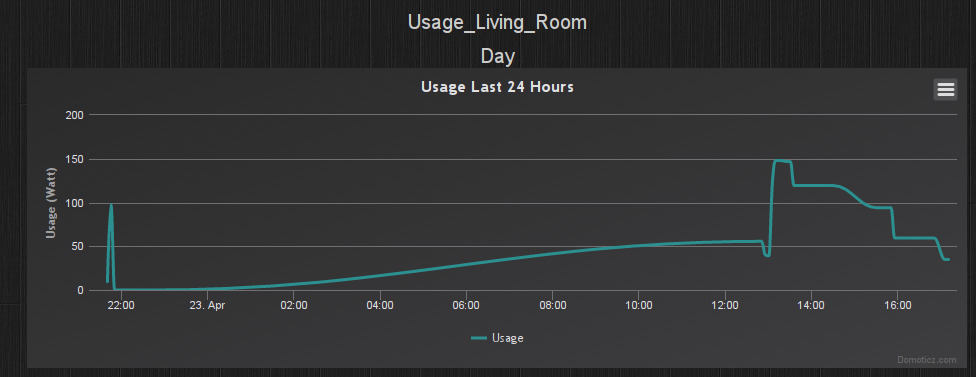 Usage_Living_Room
Day
Usage Last 24 Hours
Usage (Watt)
200
150
100
50
0
22:00 23. Apr 02:00 04:00 06:00 08:00 10:00 12:00 14:00 16:00
Usage
Domoticz.com